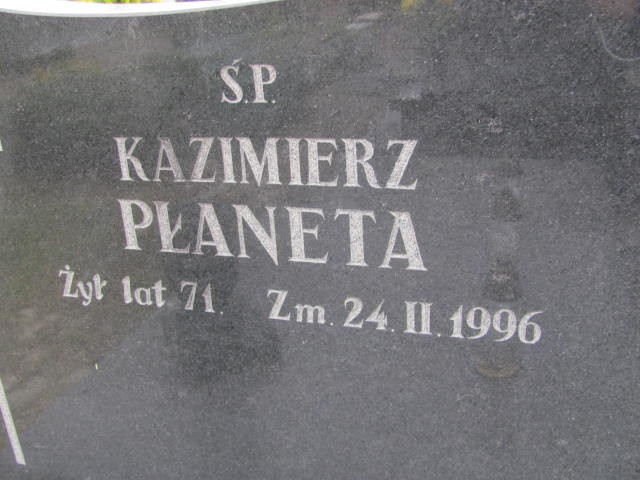 Ś.P.
KAZIMIERZ
PŁANETA
Żył lat 71. Zm. 24. II. 1996